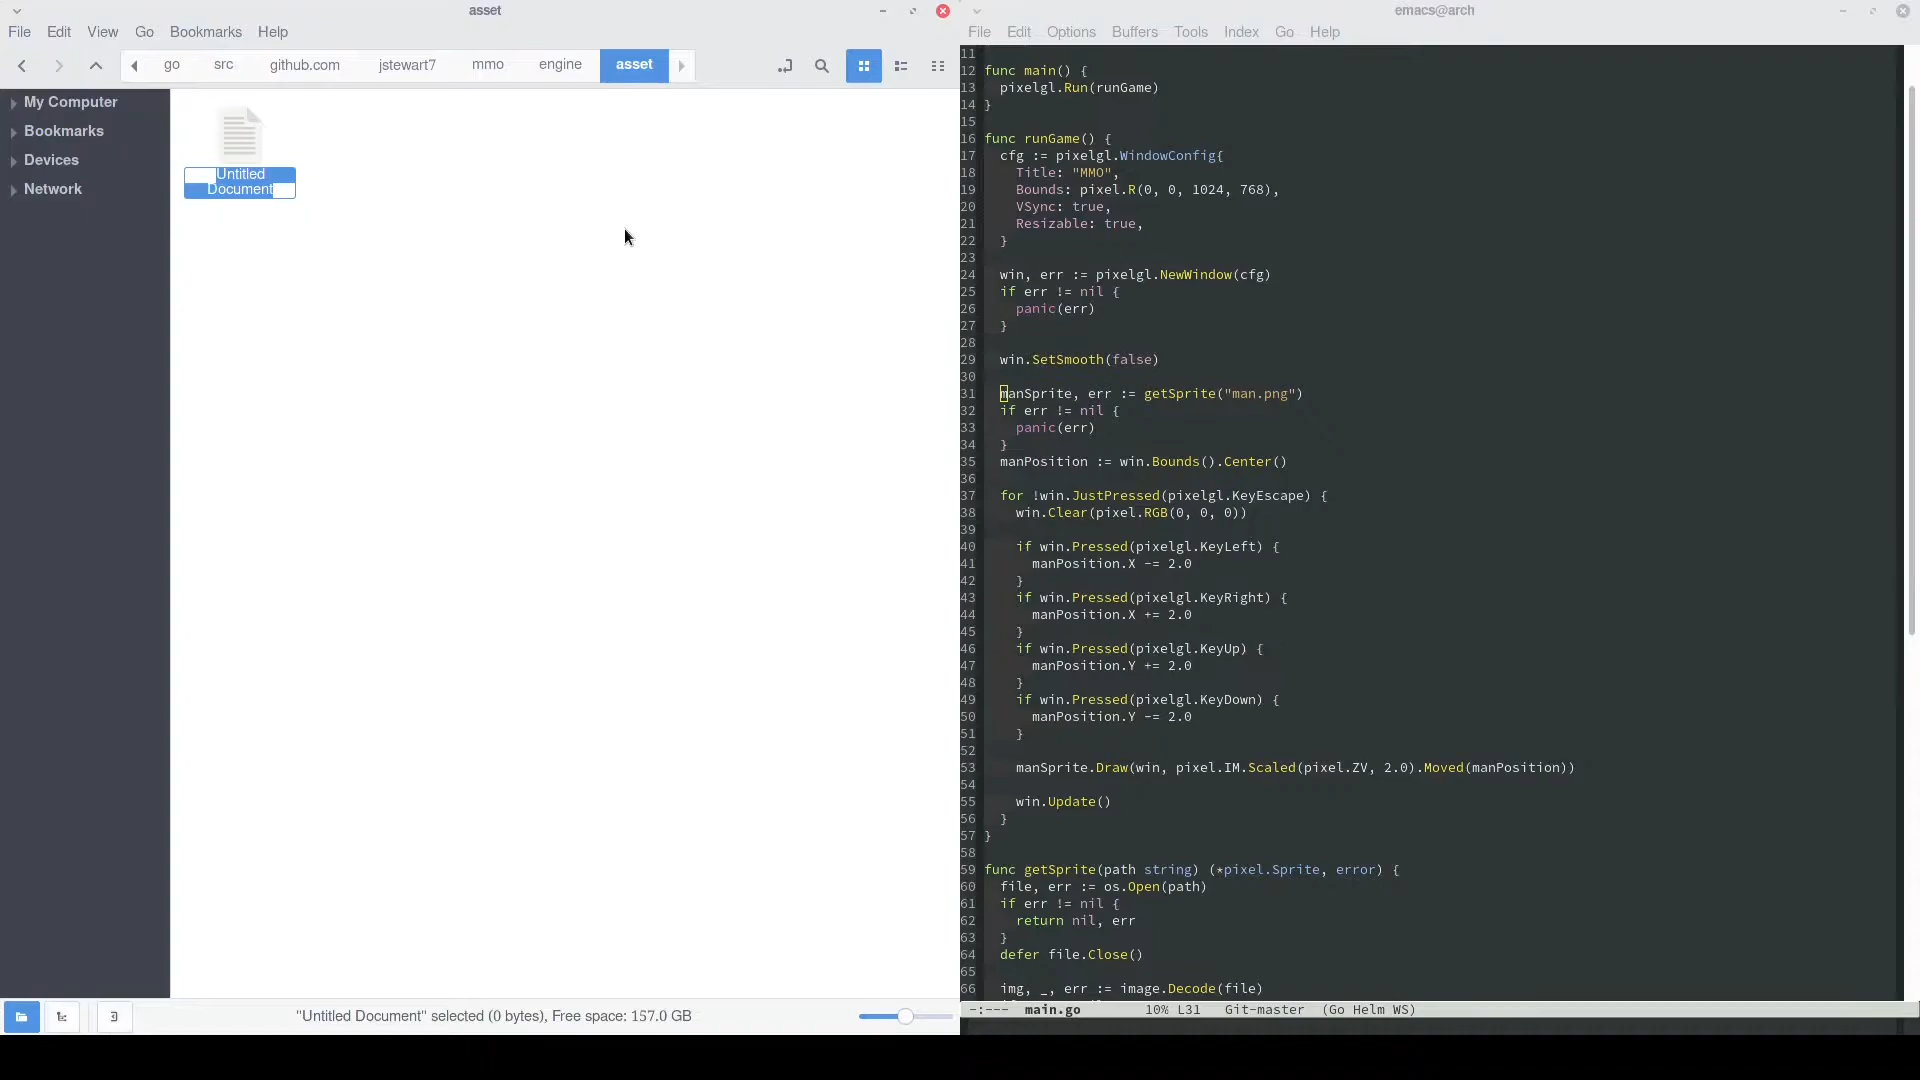 asset
File Edit View Go Bookmarks Help
go src github.com jstewart7 mmo engine asset
My Computer
Bookmarks
Devices
Network
Untitled
Document
"Untitled Document" selected (0 bytes), Free space: 157.0 GB
emacs@arch
File Edit Options Buffers Tools Index Go Help
11
12 func main() {
13   pixelgl.Run(runGame)
14 }
15
16 func runGame() {
17   cfg := pixelgl.WindowConfig{
18     Title: "MMO",
19     Bounds: pixel.R(0, 0, 1024, 768),
20     VSync: true,
21     Resizable: true,
22   }
23
24   win, err := pixelgl.NewWindow(cfg)
25   if err != nil {
26     panic(err)
27   }
28
29   win.SetSmooth(false)
30
31   manSprite, err := getSprite("man.png")
32   if err != nil {
33     panic(err)
34   }
35   manPosition := win.Bounds().Center()
36
37   for !win.JustPressed(pixelgl.KeyEscape) {
38     win.Clear(pixel.RGB(0, 0, 0))
39
40     if win.Pressed(pixelgl.KeyLeft) {
41       manPosition.X -= 2.0
42     }
43     if win.Pressed(pixelgl.KeyRight) {
44       manPosition.X += 2.0
45     }
46     if win.Pressed(pixelgl.KeyUp) {
47       manPosition.Y += 2.0
48     }
49     if win.Pressed(pixelgl.KeyDown) {
50       manPosition.Y -= 2.0
51     }
52
53     manSprite.Draw(win, pixel.IM.Scaled(pixel.ZV, 2.0).Moved(manPosition))
54
55     win.Update()
56   }
57 }
58
59 func getSprite(path string) (*pixel.Sprite, error) {
60   file, err := os.Open(path)
61   if err != nil {
62     return nil, err
63   }
64   defer file.Close()
65
66   img, _, err := image.Decode(file)
-:--- main.go 10% L31 Git-master (Go Helm WS)